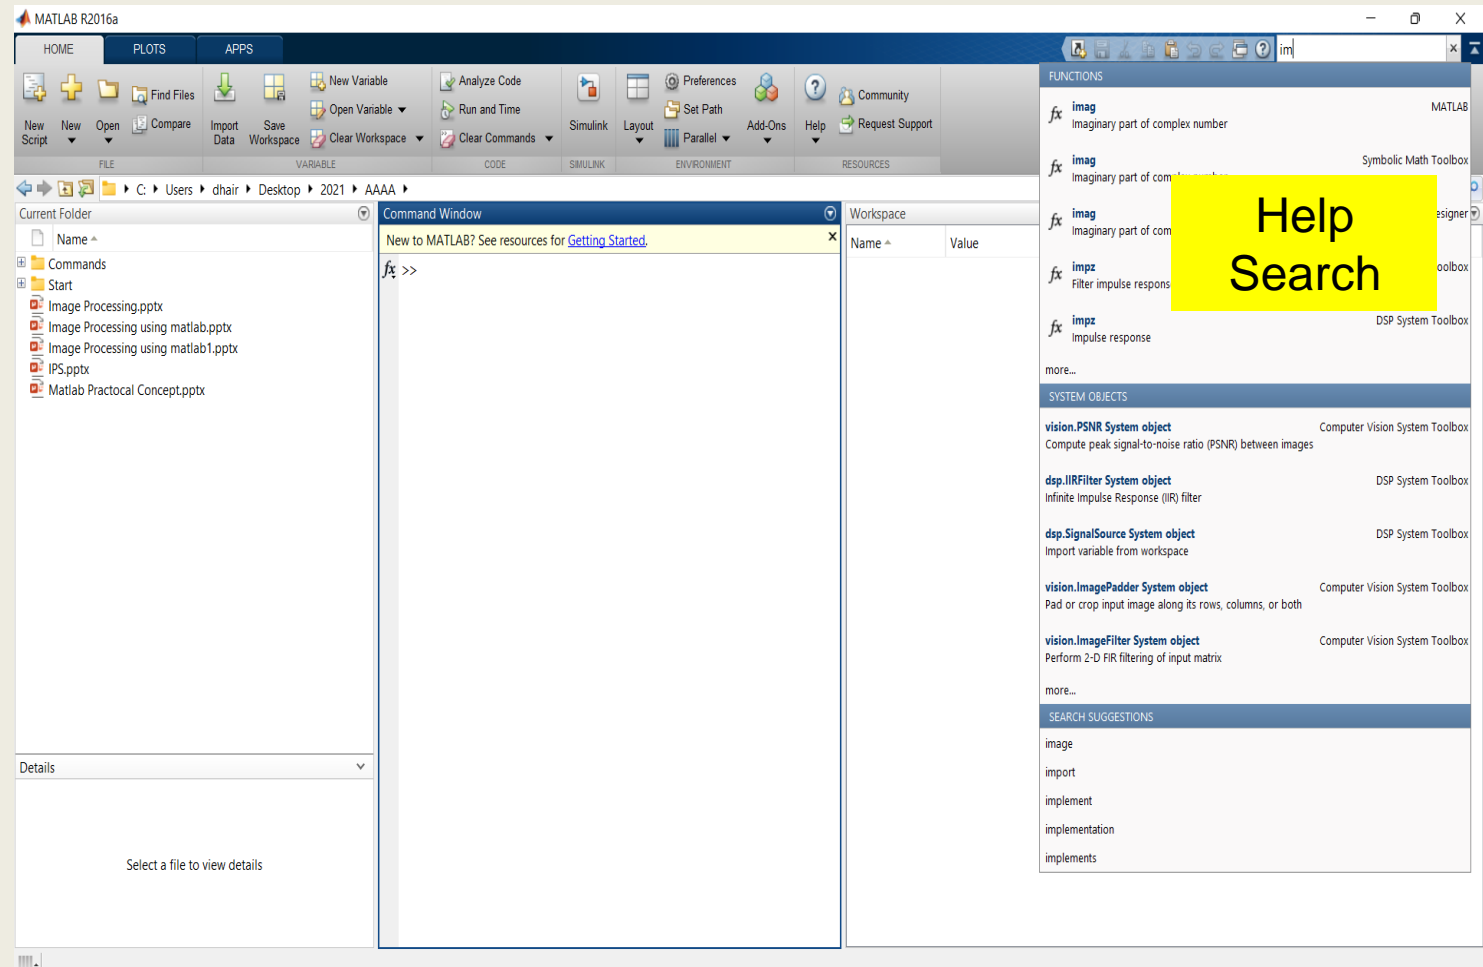 MATLAB R2016a
HOME PLOTS APPS
im
New Script
New
Open
Find Files
Compare
Import Data
Save Workspace
New Variable
Open Variable
Clear Workspace
Analyze Code
Run and Time
Clear Commands
Simulink
Layout
Preferences
Set Path
Parallel
Add-Ons
Help
Community
Request Support
FILE VARIABLE CODE SIMULINK ENVIRONMENT RESOURCES
C: Users dhair Desktop 2021 AAAA
Current Folder
Name
Commands
Start
Image Processing.pptx
Image Processing using matlab.pptx
Image Processing using matlab1.pptx
IPS.pptx
Matlab Practocal Concept.pptx
Details
Select a file to view details
Command Window
New to MATLAB? See resources for Getting Started.
fx >>
Workspace
Name Value
FUNCTIONS
fx imag MATLAB
Imaginary part of complex number
fx imag Symbolic Math Toolbox
Imaginary part of
fx imag
Imaginary part of
fx impz
Filter impulse
fx impz DSP System Toolbox
Impulse response
more...
Help
Search
SYSTEM OBJECTS
vision.PSNR System object Computer Vision System Toolbox
Compute peak signal-to-noise ratio (PSNR) between images
dsp.IIRFilter System object DSP System Toolbox
Infinite Impulse Response (IIR) filter
dsp.SignalSource System object DSP System Toolbox
Import variable from workspace
vision.ImagePadder System object Computer Vision System Toolbox
Pad or crop input image along its rows, columns, or both
vision.ImageFilter System object Computer Vision System Toolbox
Perform 2-D FIR filtering of input matrix
more...
SEARCH SUGGESTIONS
image
import
implement
implementation
implements